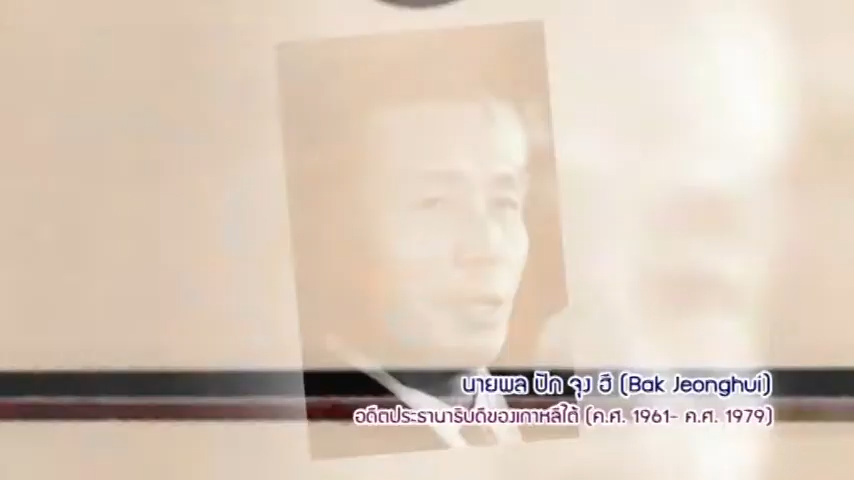 นายพล ปัก จุง ฮี (Bak Jeonghui)
อดีตประธานาธิบดีของเกาหลีใต้ (ค.ศ. 1961- ค.ศ. 1979)